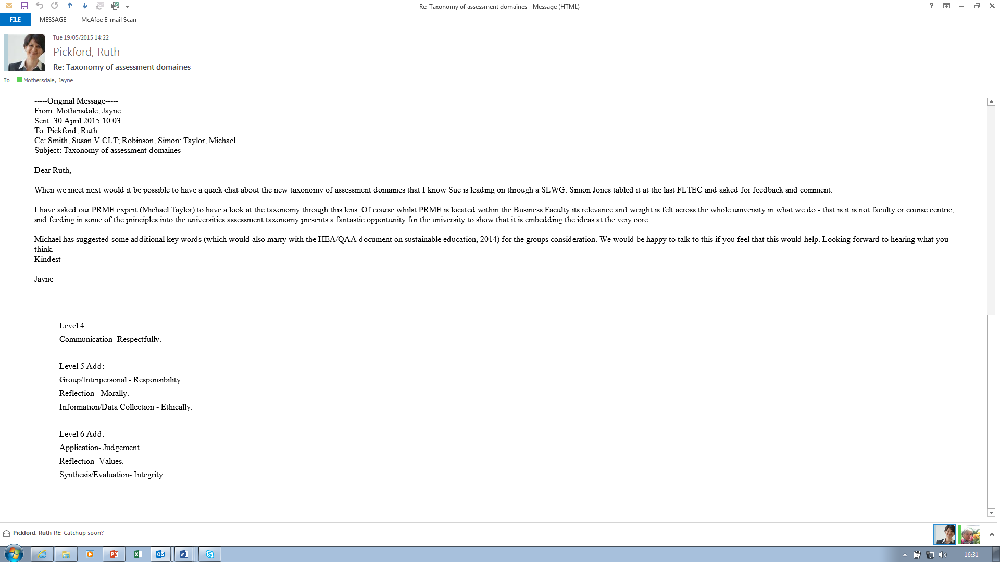 Re: Taxonomy of assessment domaines - Message (HTML)
?
FILE
MESSAGE
McAfee E-mail Scan
Tue 19/05/2015 14:22
Pickford, Ruth
Re: Taxonomy of assessment domaines
To
Mothersdale, Jayne
-----Original Message-----
From: Mothersdale, Jayne
Sent: 30 April 2015 10:03
To: Pickford, Ruth
Cc: Smith, Susan V CLT; Robinson, Simon; Taylor, Michael
Subject: Taxonomy of assessment domaines
Dear Ruth,
When we meet next would it be possible to have a quick chat about the new taxonomy of assessment domaines that I know Sue is leading on through a SLWG. Simon Jones tabled it at the last FLTEC and asked for feedback and comment.
I have asked our PRME expert (Michael Taylor) to have a look at the taxonomy through this lens. Of course whilst PRME is located within the Business Faculty its relevance and weight is felt across the whole university in what we do - that is it is not faculty or course centric,
and feeding in some of the principles into the universities assessment taxonomy presents a fantastic opportunity for the university to show that it is embedding the ideas at the very core.
Michael has suggested some additional key words (which would also marry with the HEA/QAA document on sustainable education, 2014) for the groups consideration. We would be happy to talk to this if you feel that this would help. Looking forward to hearing what you
think.
Kindest
Jayne
Level 4:
Communication- Respectfully.
Level 5 Add:
Group/Interpersonal - Responsibility.
Reflection - Morally.
Information/Data Collection - Ethically.
Level 6 Add:
Application- Judgement.
Reflection- Values.
Synthesis/Evaluation- Integrity.
Pickford, Ruth RE: Catchup soon?
16:31